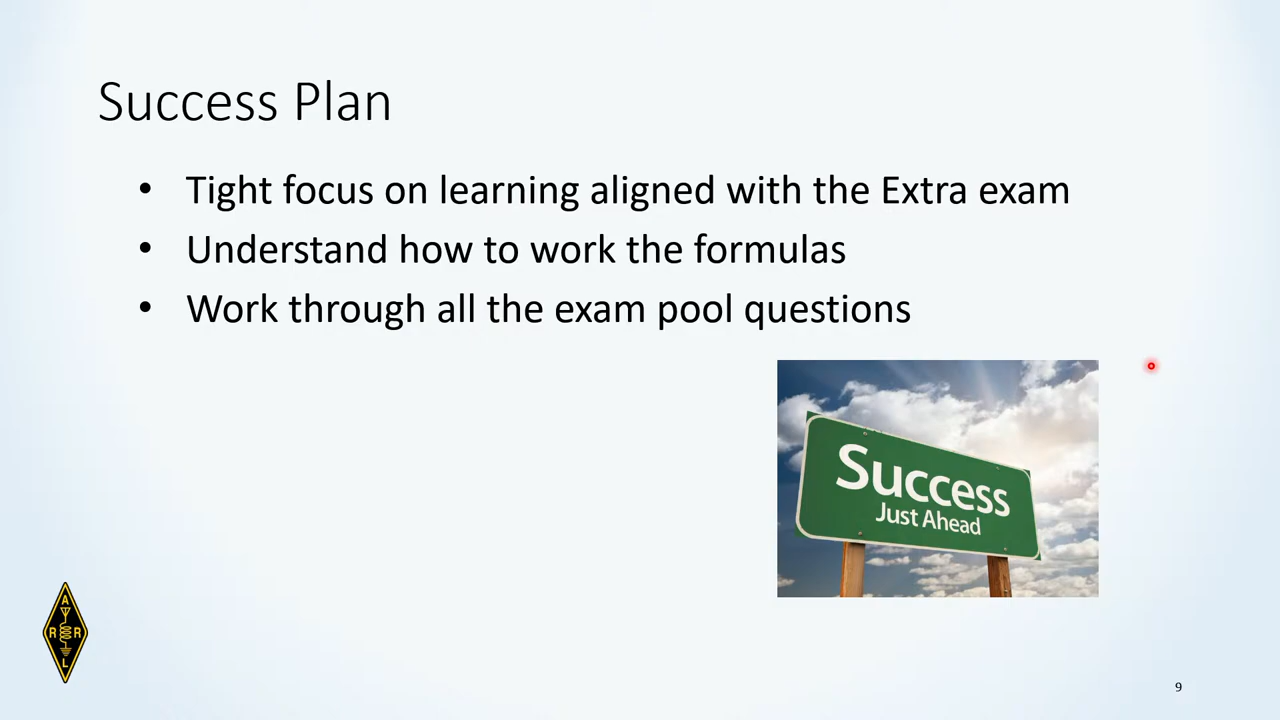 Success Plan
• Tight focus on learning aligned with the Extra exam
• Understand how to work the formulas
• Work through all the exam pool questions
Success
Just Ahead
A
R R
L
9